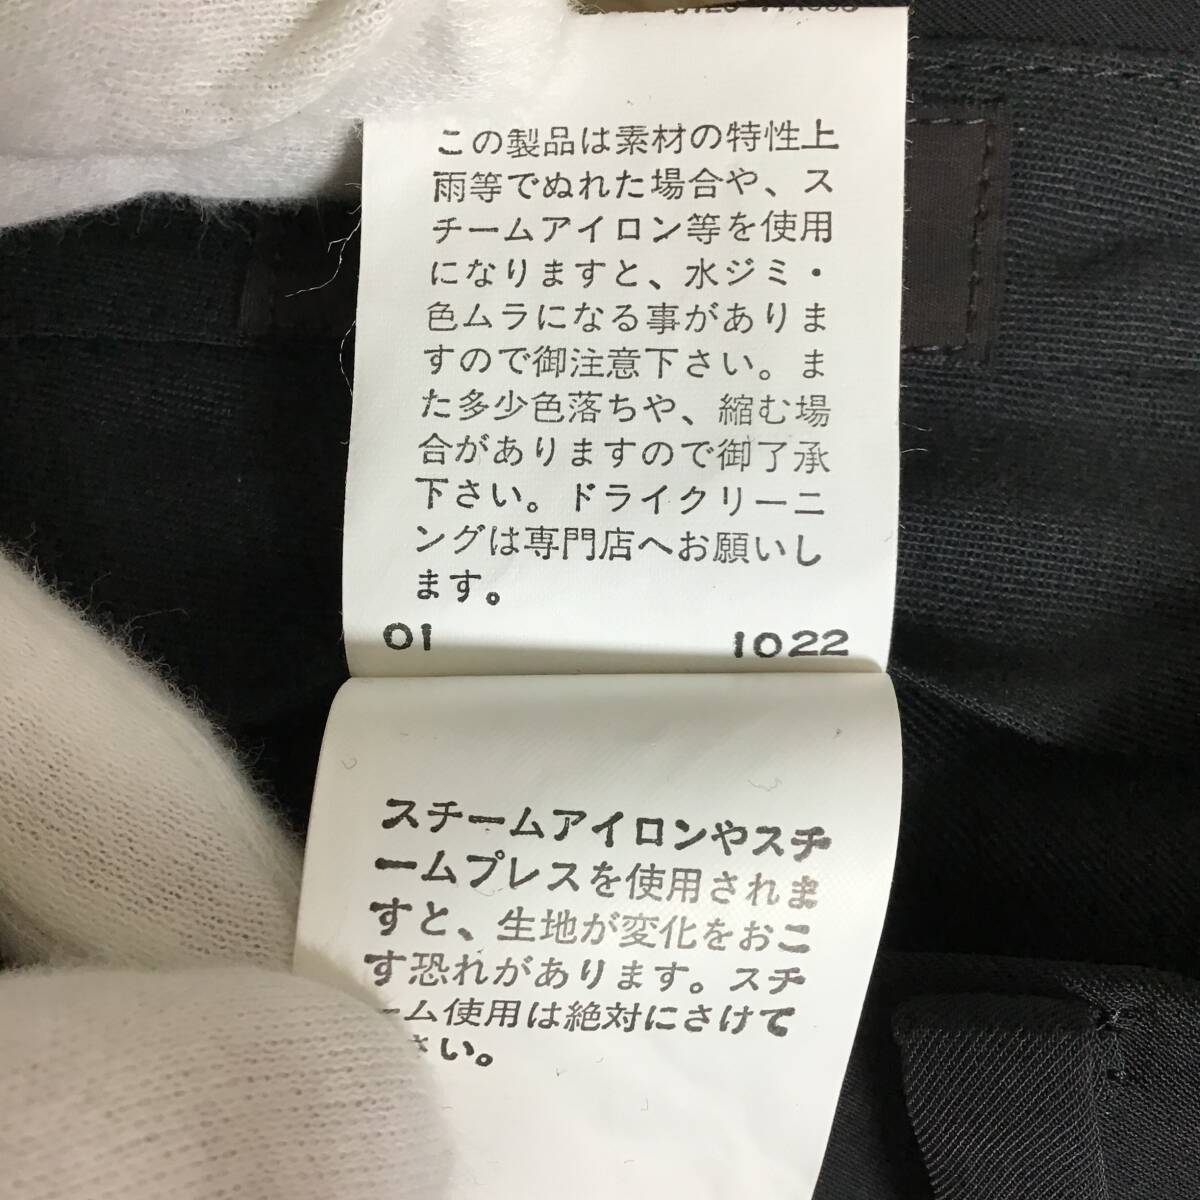 この製品は素材の特性上
雨等でぬれた場合や、ス
チームアイロン等を使用
になりますと、水ジミ・
色ムラになる事がありま
すので御注意下さい。ま
た多少色落ちや、縮む場
合がありますので御了承
下さい。ドライクリーニ
ングは専門店へお願いし
ます。
01 1022
スチームアイロンやスチ
ームプレスを使用されま
すと、生地が変化をおこ
す恐れがあります。スチ
ーム使用は絶対にさけて
さい。